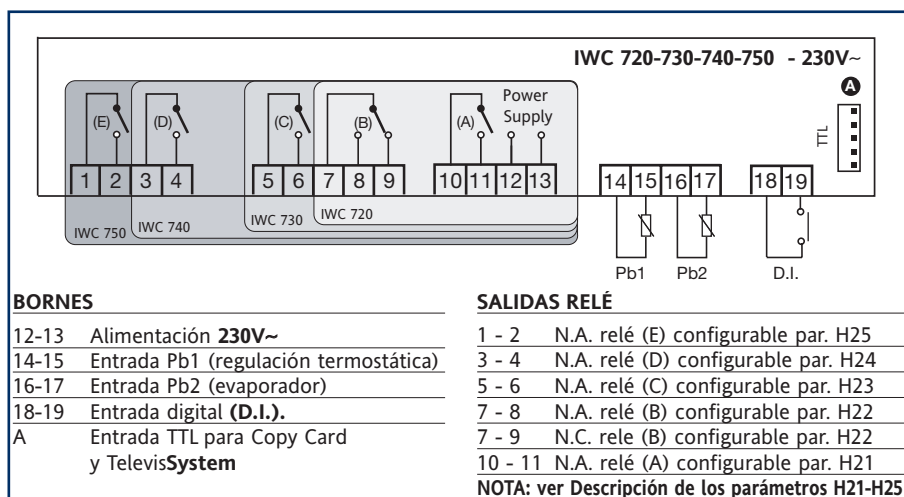 IWC 720-730-740-750 - 230V~
A
TTL
Power
Supply
(E) (D) (C) (B) (A)
1 2 3 4 5 6 7 8 9 10 11 12 13 14 15 16 17 18 19
IWC 750 IWC 740 IWC 730 IWC 720
Pb1 Pb2 D.I.
BORNES
12-13 Alimentación 230V~
14-15 Entrada Pb1 (regulación termostática)
16-17 Entrada Pb2 (evaporador)
18-19 Entrada digital (D.I.).
A Entrada TTL para Copy Card
y TelevisSystem
SALIDAS RELÉ
1 - 2 N.A. relé (E) configurable par. H25
3 - 4 N.A. relé (D) configurable par. H24
5 - 6 N.A. relé (C) configurable par. H23
7 - 8 N.A. relé (B) configurable par. H22
7 - 9 N.C. rele (B) configurable par. H22
10 - 11 N.A. relé (A) configurable par. H21
NOTA: ver Descripción de los parámetros H21-H25